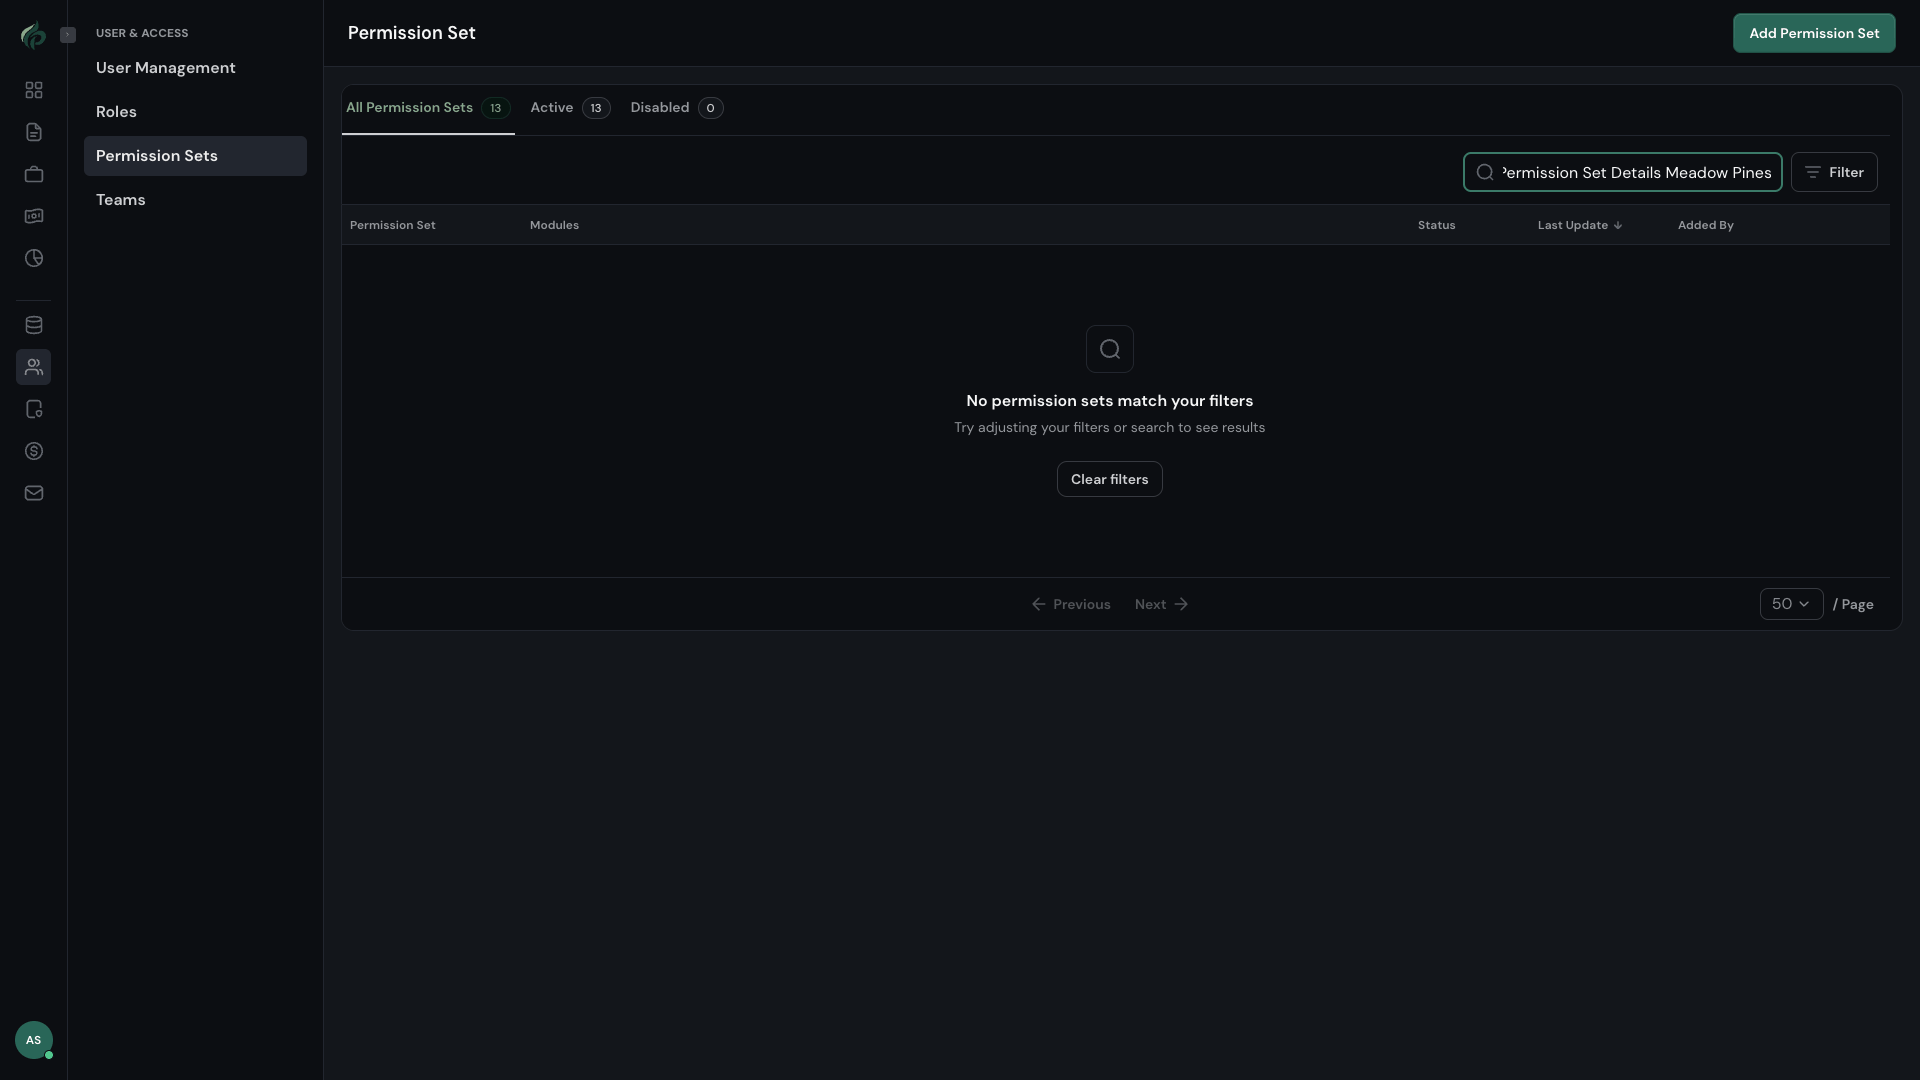 USER & ACCESS
User Management
Roles
Permission Sets
Teams
AS
Permission Set
Add Permission Set
All Permission Sets 13
Active 13
Disabled 0
Permission Set Details Meadow Pines
Filter
Permission Set
Modules
Status
Last Update
Added By
No permission sets match your filters
Try adjusting your filters or search to see results
Clear filters
Previous
Next
50
/ Page